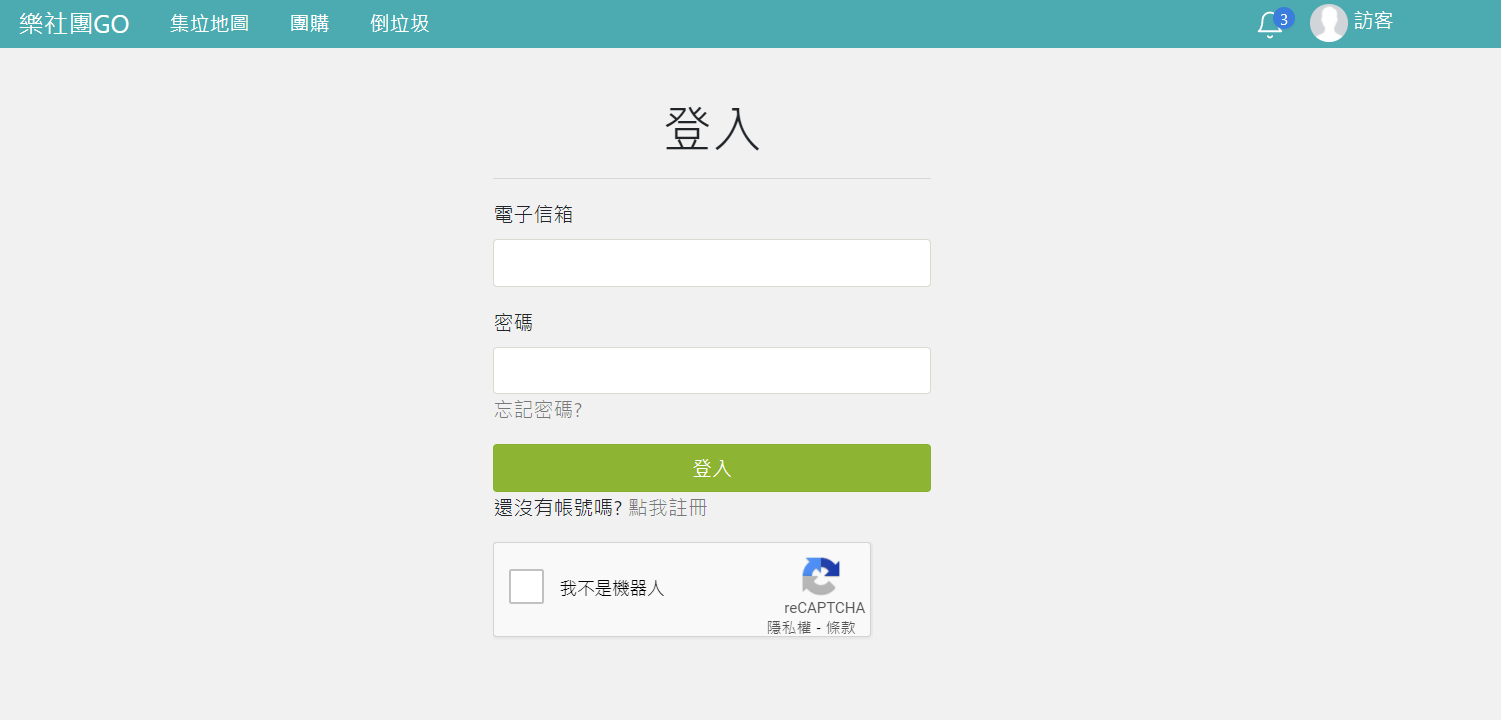 樂社團GO 集垃地圖 團購 倒垃圾 3 訪客
登入
電子信箱
密碼
忘記密碼?
登入
還沒有帳號嗎? 點我註冊
我不是機器人
reCAPTCHA
隱私權 - 條款